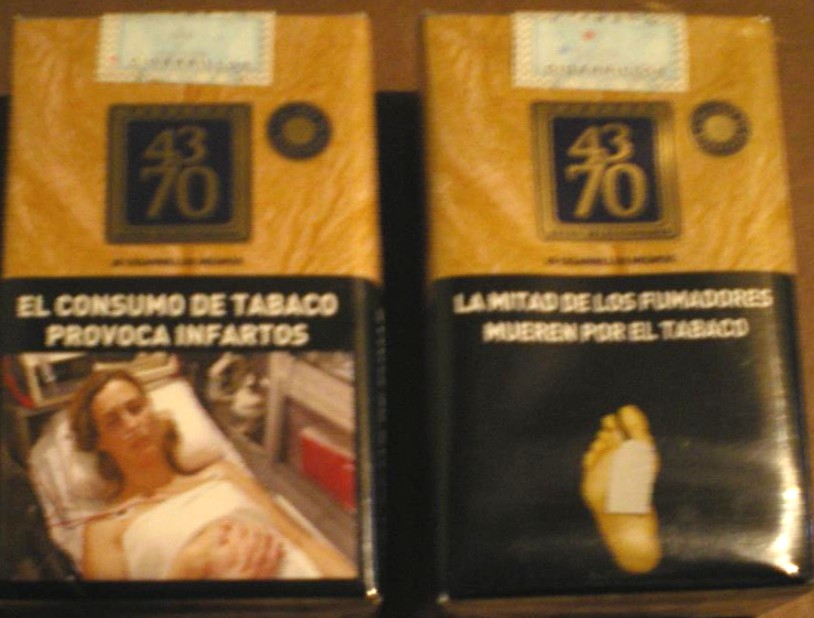 43
70
EL CONSUMO DE TABACO
PROVOCA INFARTOS
43
70
LA MITAD DE LOS FUMADORES
MUEREN POR EL TABACO